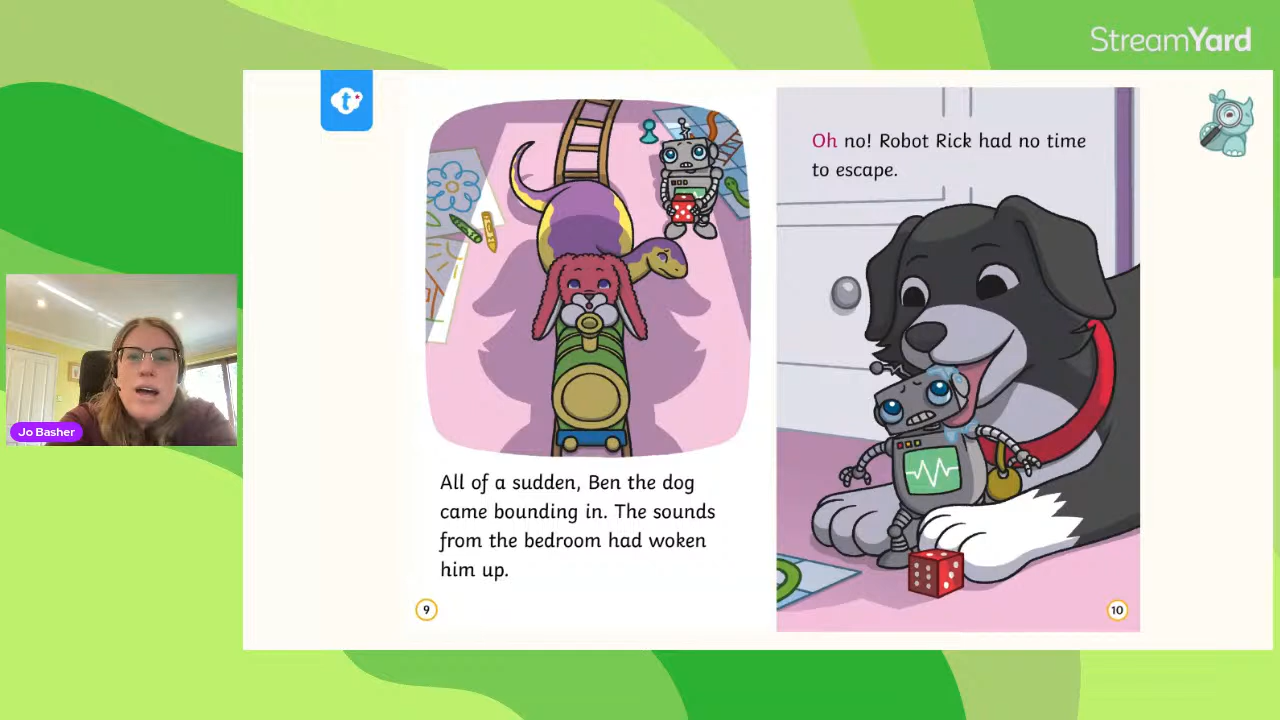 StreamYard
t
All of a sudden, Ben the dog
came bounding in. The sounds
from the bedroom had woken
him up.
9
Oh no! Robot Rick had no time
to escape.
10
Jo Basher